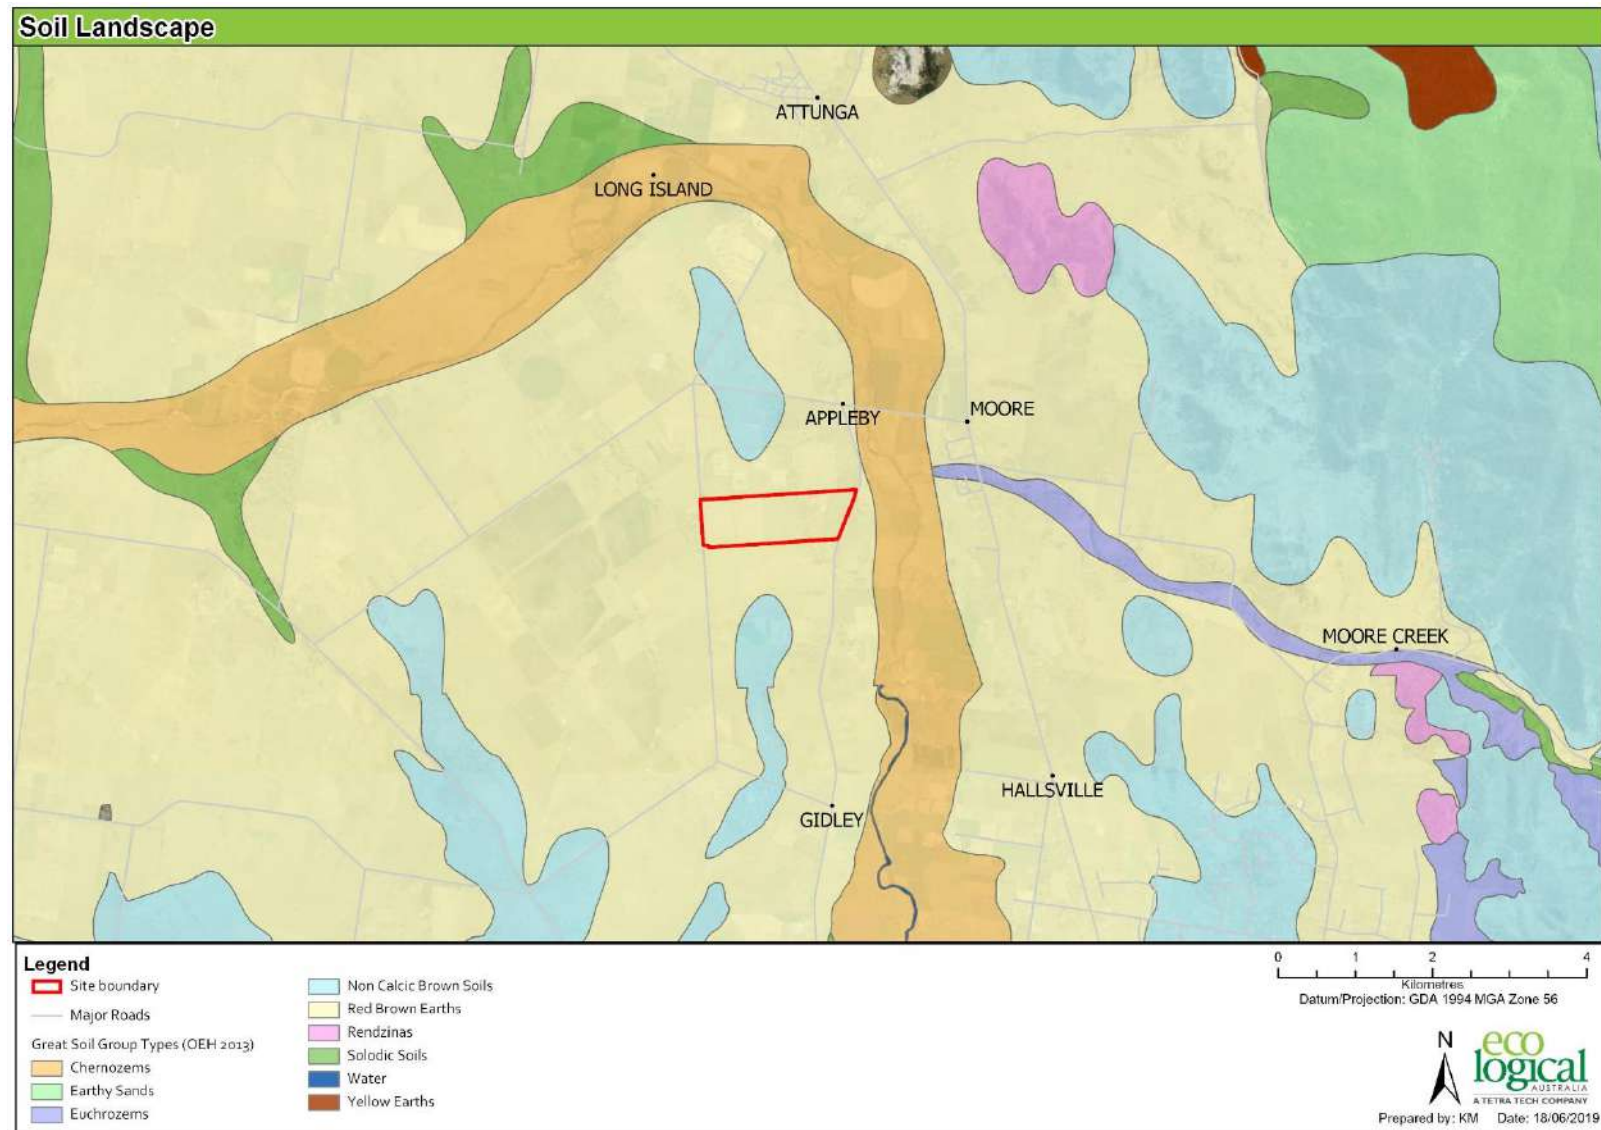 Soil Landscape
ATTUNGA
LONG ISLAND
APPLEBY
MOORE
MOORE CREEK
HALLSVILLE
GIDLEY
Legend
Site boundary
Major Roads
Great Soil Group Types (OEH 2013)
Chernozems
Earthy Sands
Euchrozems
Non Calcic Brown Soils
Red Brown Earths
Rendzinas
Solodic Soils
Water
Yellow Earths
0 1 2 4
Kilometres
Datum/Projection: GDA 1994 MGA Zone 56
N
eco
logical
AUSTRALIA
A TETRA TECH COMPANY
Prepared by: KM Date: 18/06/2019